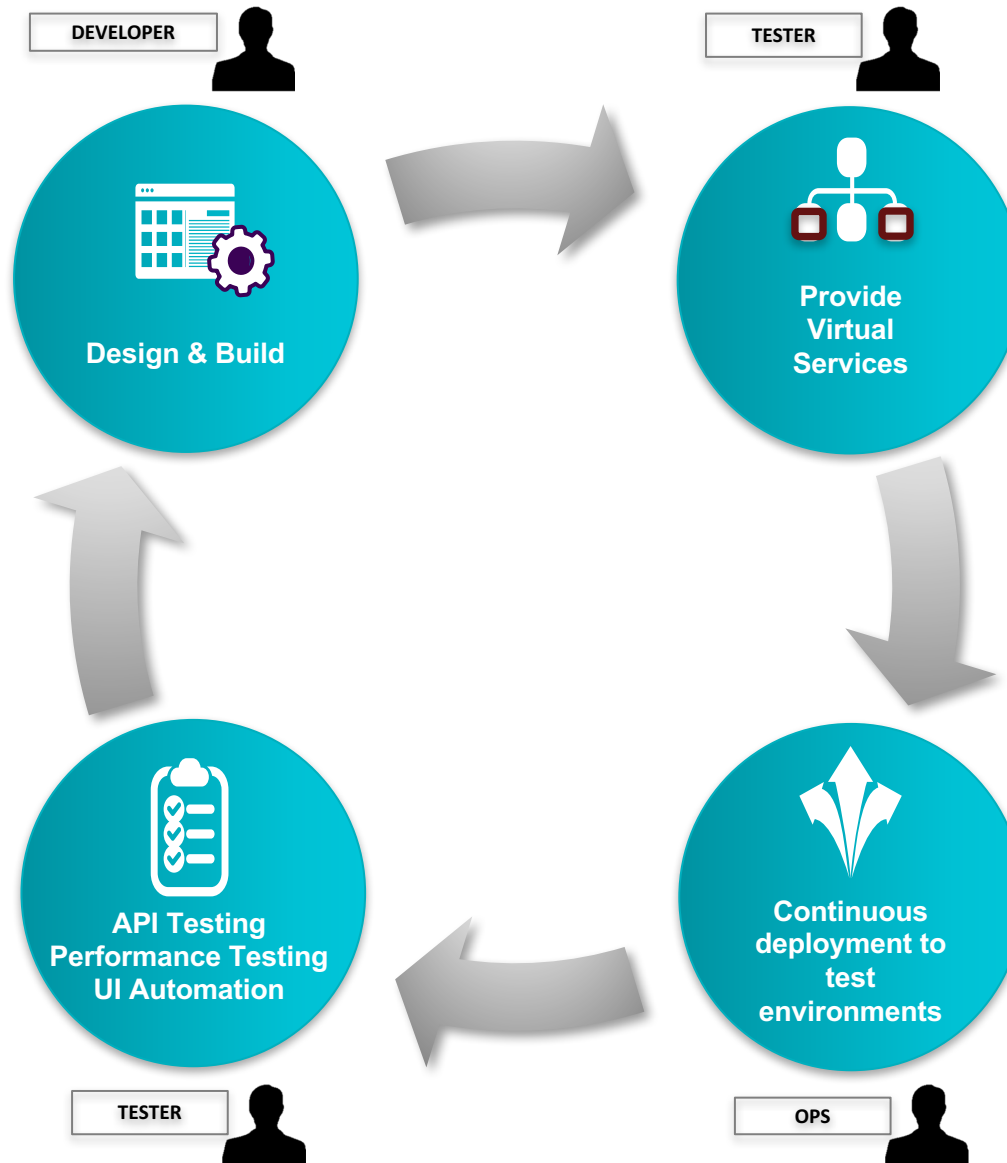 DEVELOPER
TESTER
Design & Build
Provide
Virtual
Services
API Testing
Performance Testing
UI Automation
Continuous
deployment to
test
environments
TESTER
OPS